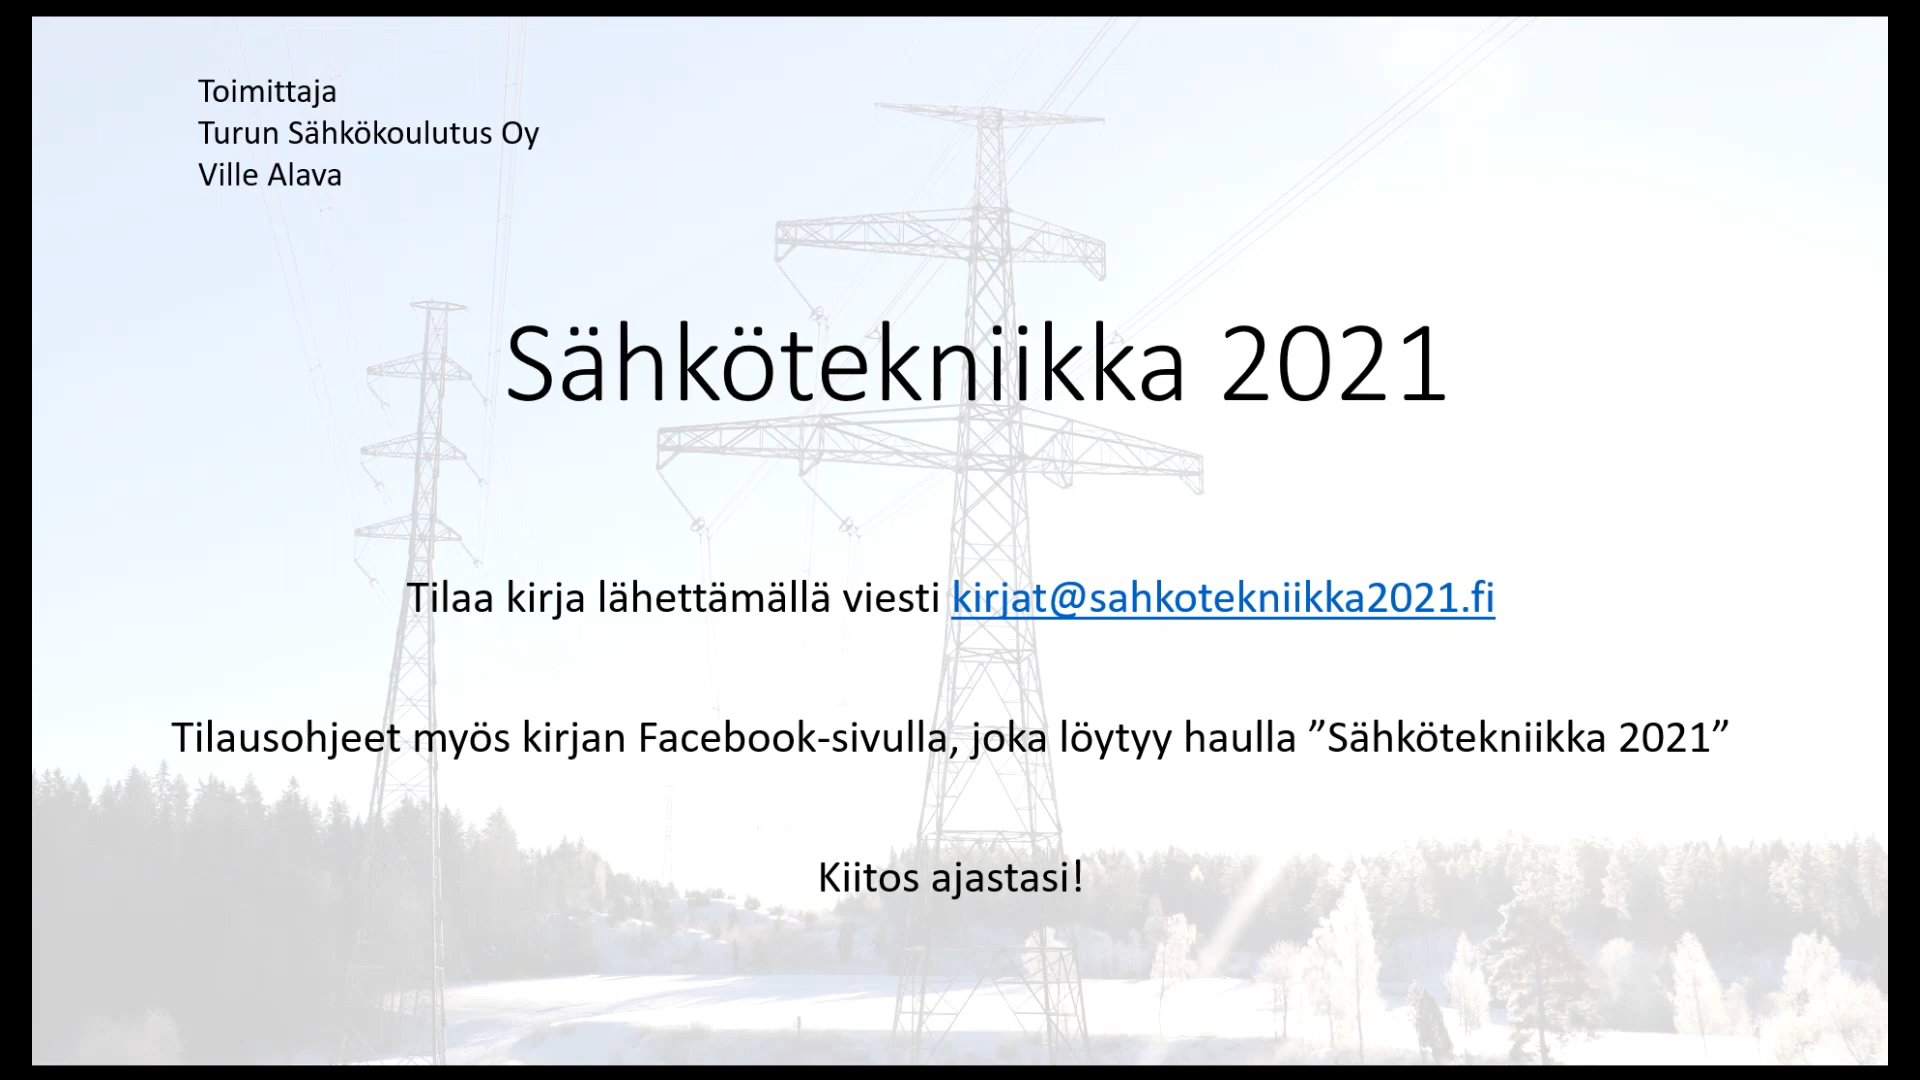 Toimittaja
Turun Sähkökoulutus Oy
Ville Alava
Sähkötekniikka 2021
Tilaa kirja lähettämällä viesti kirjat@sahkotekniikka2021.fi
Tilausohjeet myös kirjan Facebook-sivulla, joka löytyy haulla ”Sähkötekniikka 2021”
Kiitos ajastasi!